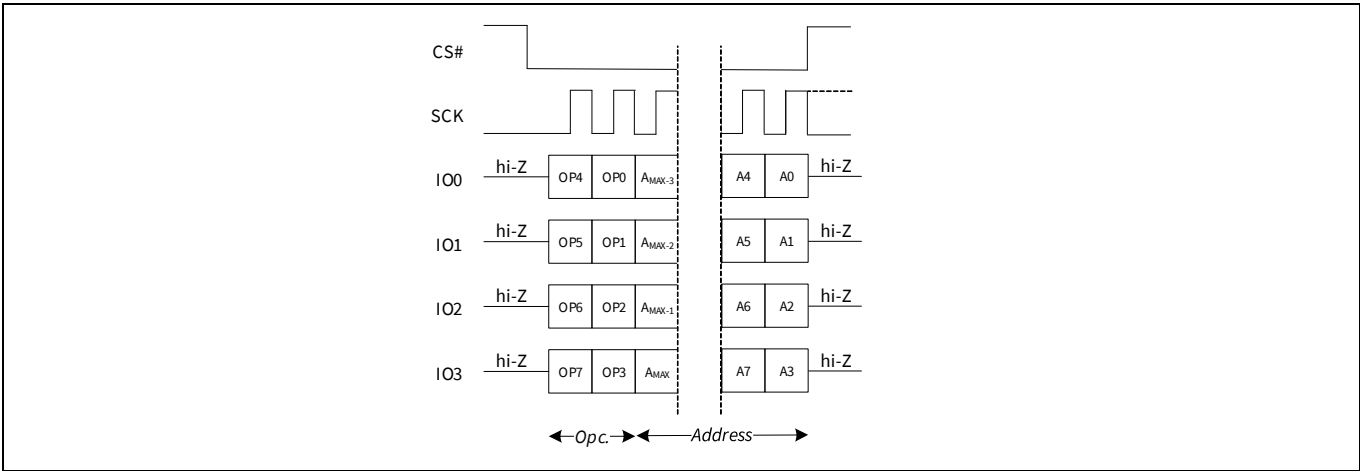 CS#
SCK
IO0 hi-Z OP4 OP0 AMAX-3 A4 A0 hi-Z
IO1 hi-Z OP5 OP1 AMAX-2 A5 A1 hi-Z
IO2 hi-Z OP6 OP2 AMAX-1 A6 A2 hi-Z
IO3 hi-Z OP7 OP3 AMAX A7 A3 hi-Z
Opc. Address